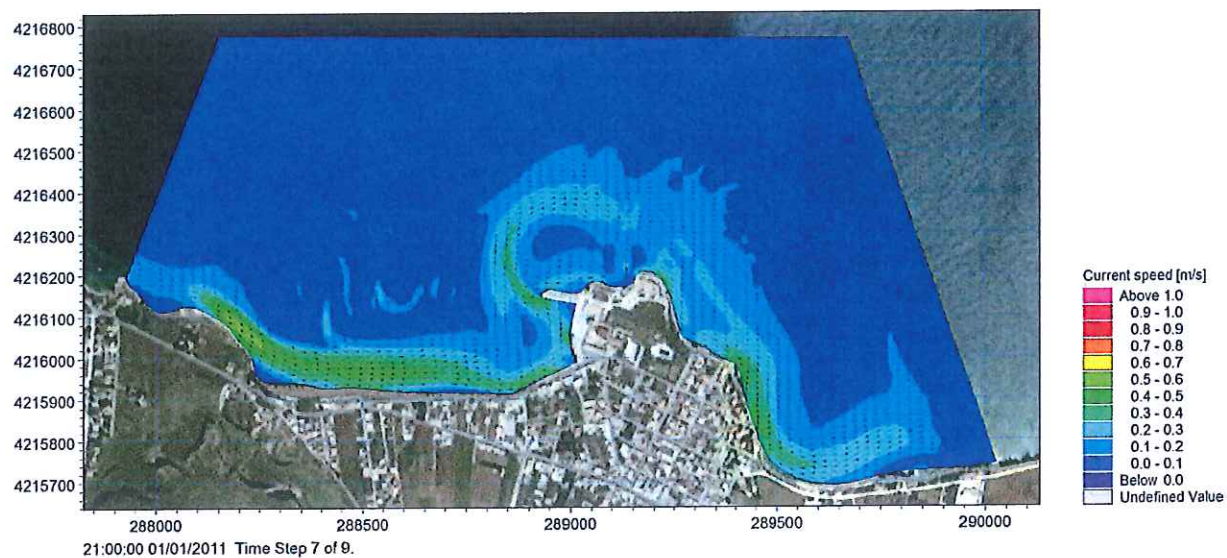 4216800
4216700
4216600
4216500
4216400
4216300
4216200
4216100
4216000
4215900
4215800
4215700
288000 288500 289000 289500 290000
21:00:00 01/01/2011 Time Step 7 of 9.
Current speed [m/s]
Above 1.0
0.9 - 1.0
0.8 - 0.9
0.7 - 0.8
0.6 - 0.7
0.5 - 0.6
0.4 - 0.5
0.3 - 0.4
0.2 - 0.3
0.1 - 0.2
0.0 - 0.1
Below 0.0
Undefined Value